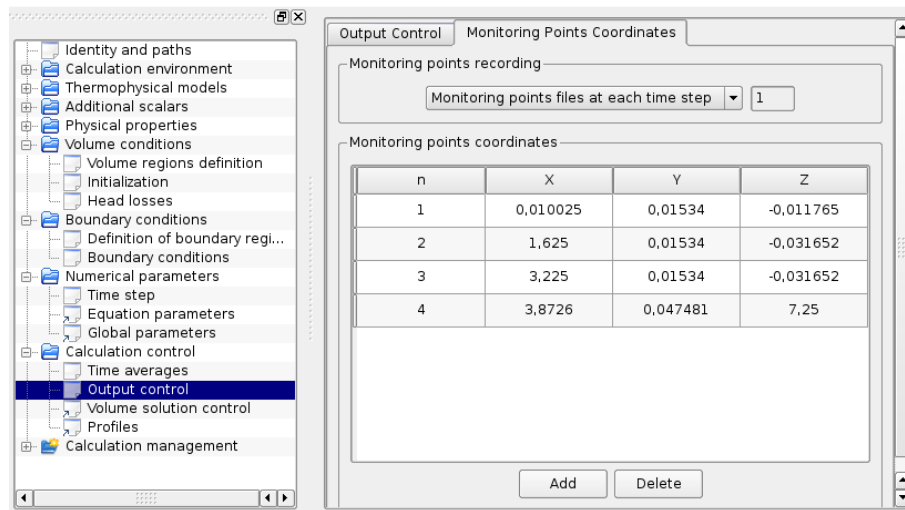 Identity and paths
Calculation environment
Thermophysical models
Additional scalars
Physical properties
Volume conditions
Volume regions definition
Initialization
Head losses
Boundary conditions
Definition of boundary regi...
Boundary conditions
Numerical parameters
Time step
Equation parameters
Global parameters
Calculation control
Time averages
Output control
Volume solution control
Profiles
Calculation management
Output Control Monitoring Points Coordinates
Monitoring points recording
Monitoring points files at each time step 1
Monitoring points coordinates
n X Y Z
1 0,010025 0,01534 -0,011765
2 1,625 0,01534 -0,031652
3 3,225 0,01534 -0,031652
4 3,8726 0,047481 7,25
Add Delete